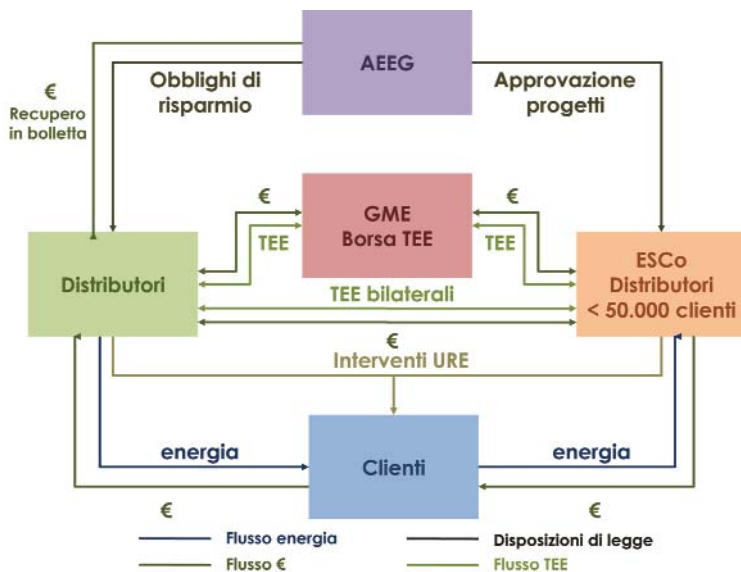 AEEG
€
Recupero
in bolletta
Obblighi di
risparmio
Approvazione
progetti
€
GME
Borsa TEE
€
TEE
TEE
Distributori
ESCo
Distributori
< 50.000 clienti
TEE bilaterali
€
Interventi URE
energia
Clienti
energia
€
€
Flusso energia
Disposizioni di legge
Flusso €
Flusso TEE